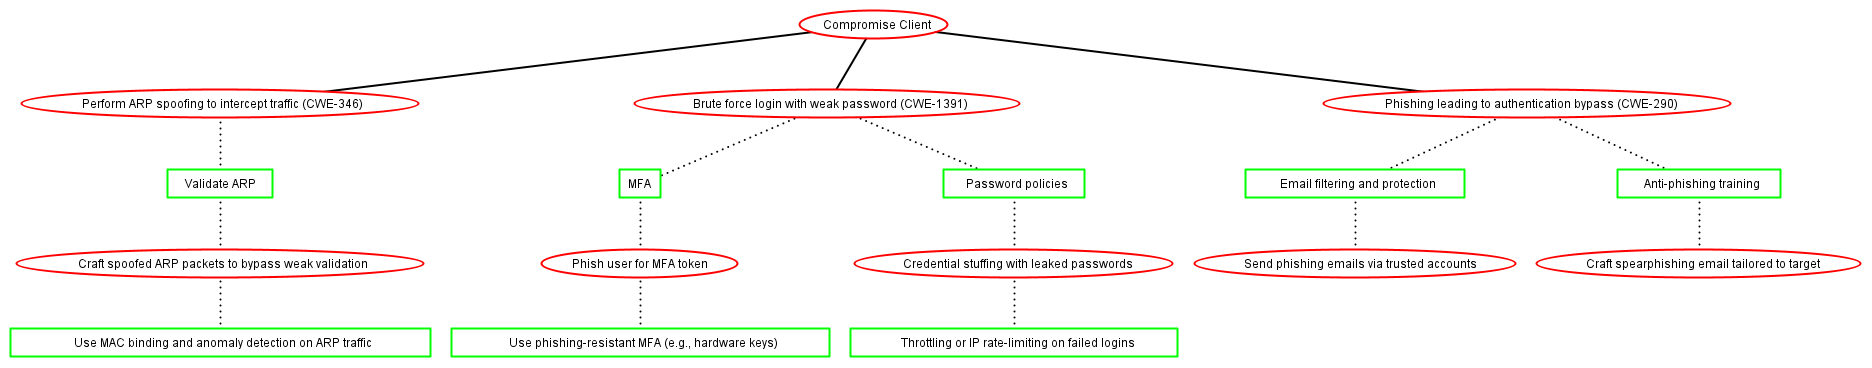 Compromise Client
Perform ARP spoofing to intercept traffic (CWE-346)
Brute force login with weak password (CWE-1391)
Phishing leading to authentication bypass (CWE-290)
Validate ARP
MFA
Password policies
Email filtering and protection
Anti-phishing training
Craft spoofed ARP packets to bypass weak validation
Phish user for MFA token
Credential stuffing with leaked passwords
Send phishing emails via trusted accounts
Craft spearphishing email tailored to target
Use MAC binding and anomaly detection on ARP traffic
Use phishing-resistant MFA (e.g., hardware keys)
Throttling or IP rate-limiting on failed logins